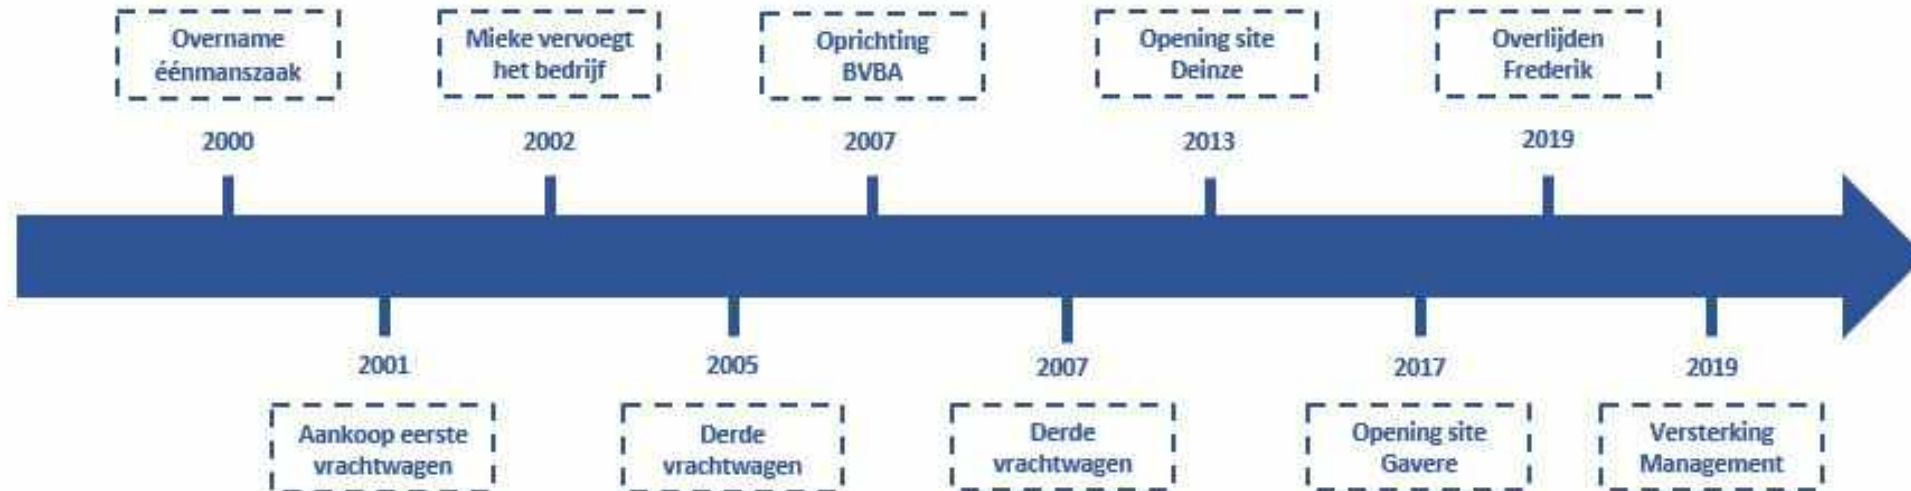 Overname
éénmanszaak
2000
Mieke vervoegt
het bedrijf
2002
Oprichting
BVBA
2007
Opening site
Deinze
2013
Overlijden
Frederik
2019
2001
Aankoop eerste
vrachtwagen
2005
Derde
vrachtwagen
2007
Derde
vrachtwagen
2017
Opening site
Gavere
2019
Versterking
Management